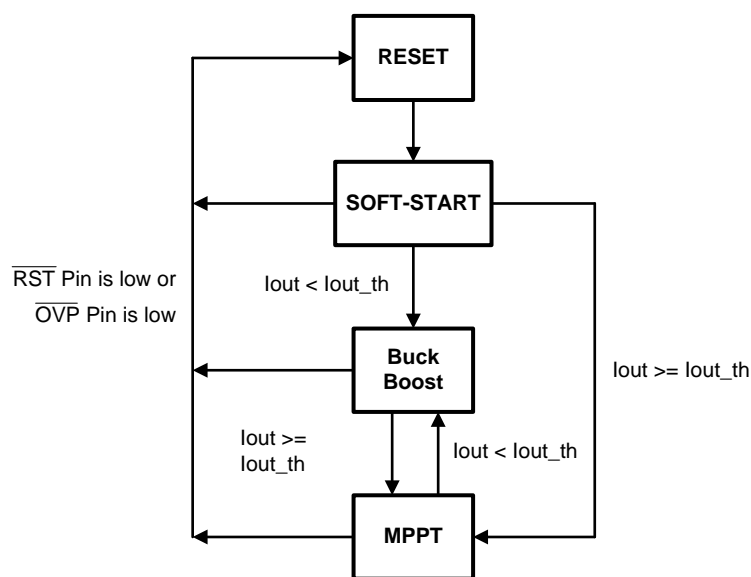 RESET
SOFT-START
RST Pin is low or
OVP Pin is low
Iout < Iout_th
Buck
Boost
Iout >= Iout_th
Iout >=
Iout_th
Iout < Iout_th
MPPT